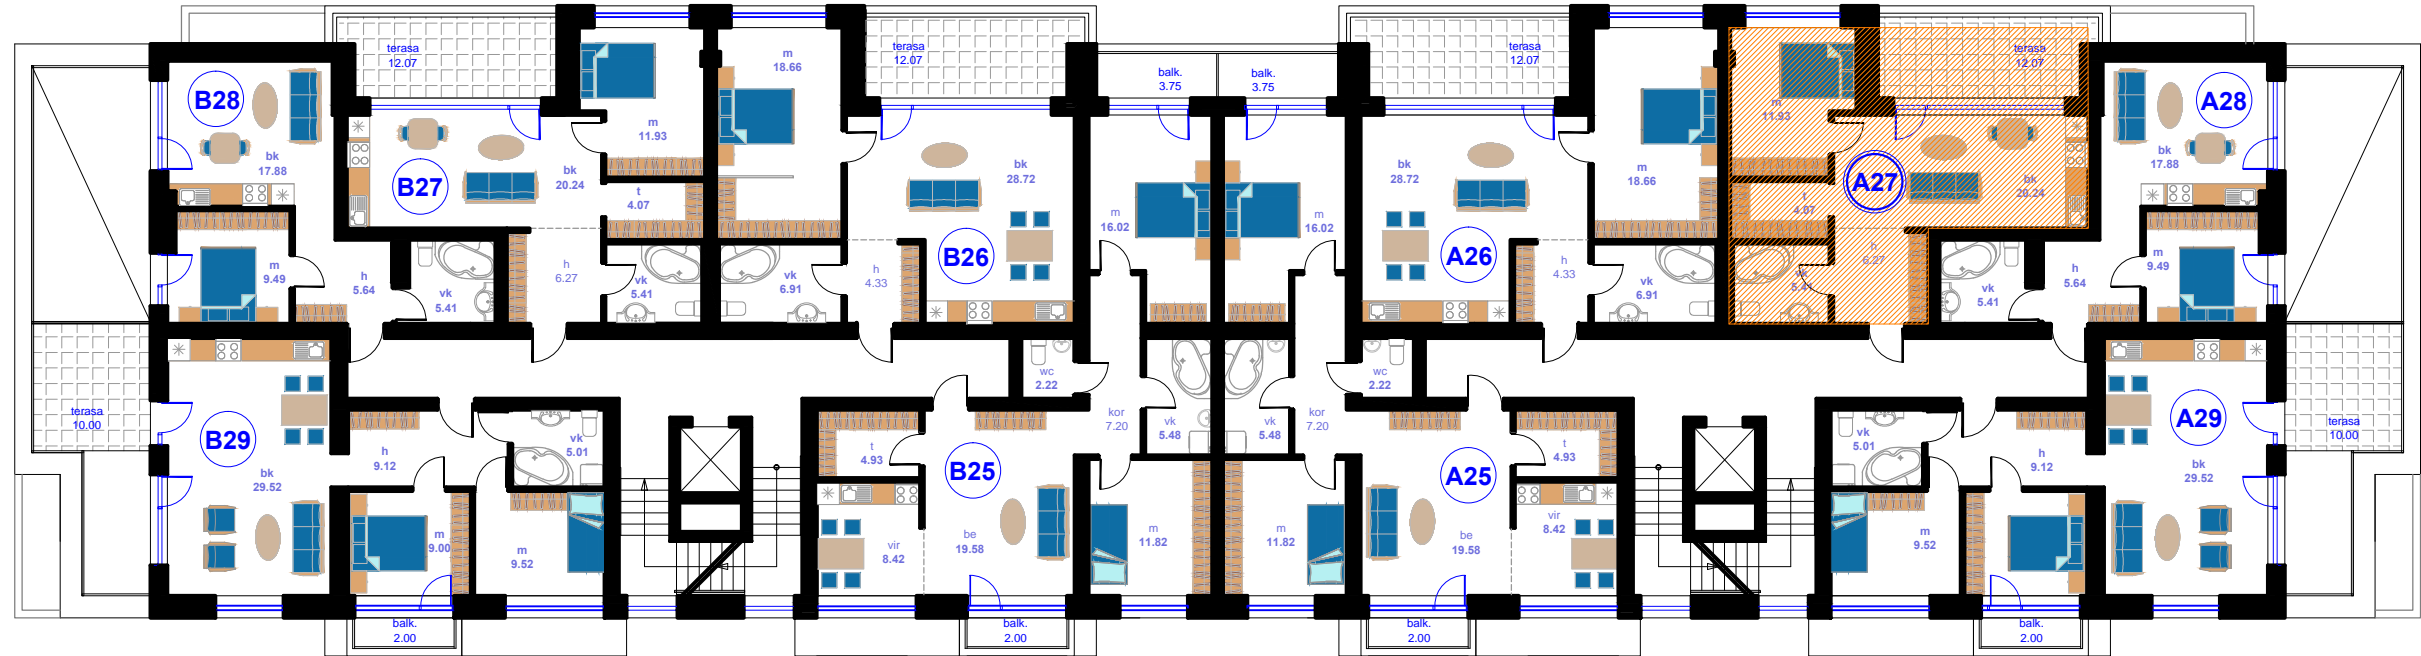 terasa
12.07
B28
bk
17.88
m
9.49
h
5.64
vk
5.41
B27
bk
20.24
m
11.93
t
4.07
h
6.27
vk
5.41
m
18.66
terasa
12.07
vk
6.91
h
4.33
B26
bk
28.72
balk.
3.75
balk.
3.75
m
16.02
m
16.02
terasa
12.07
bk
28.72
A26
h
4.33
m
18.66
vk
6.91
m
11.93
terasa
12.07
A27
bk
20.24
t
4.07
h
6.27
vk
5.41
A28
bk
17.88
m
9.49
h
5.64
vk
5.41
terasa
10.00
B29
bk
29.52
h
9.12
vk
5.01
m
9.00
m
9.52
balk.
2.00
t
4.93
B25
vir
8.42
be
19.58
balk.
2.00
wc
2.22
kor
7.20
vk
5.48
m
11.82
vk
5.48
kor
7.20
wc
2.22
m
11.82
A25
t
4.93
be
19.58
vir
8.42
balk.
2.00
vk
5.01
h
9.12
m
9.52
balk.
2.00
A29
bk
29.52
terasa
10.00